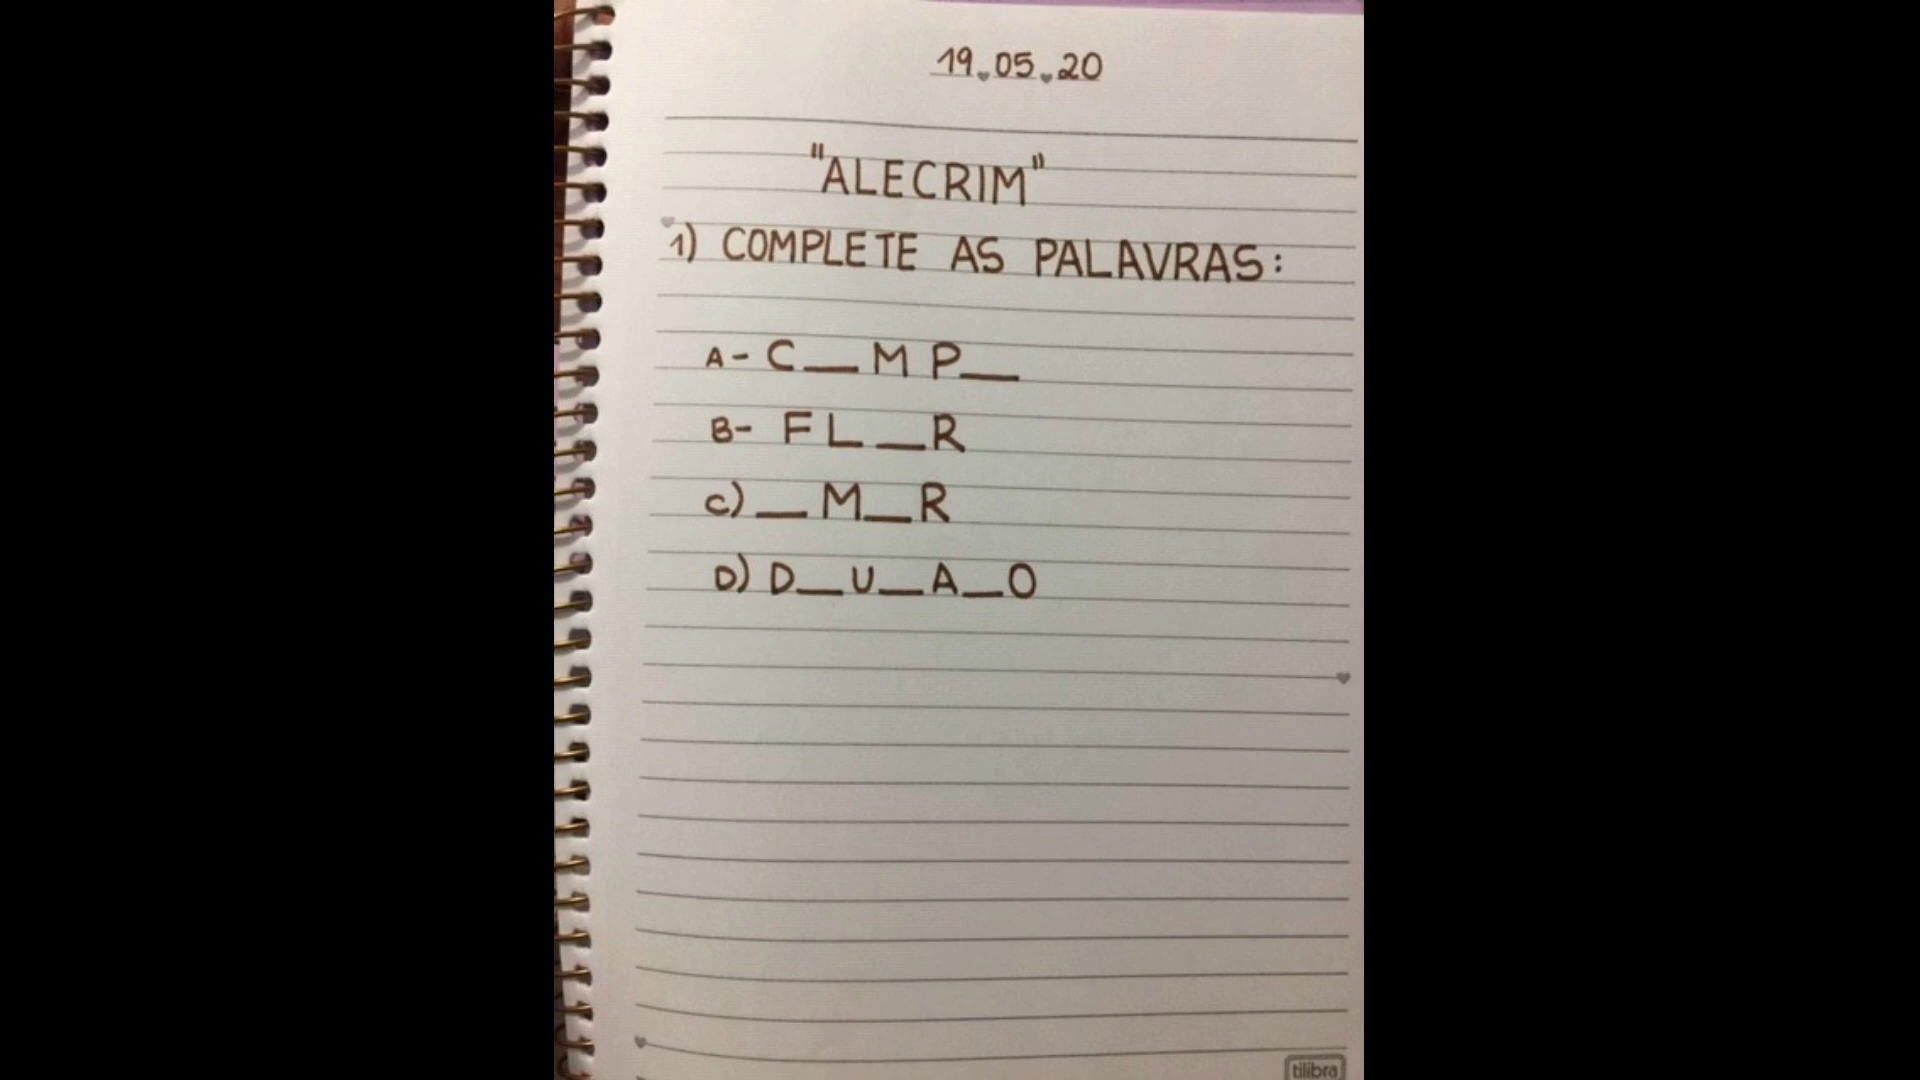 19.05.20
"ALECRIM"
1) COMPLETE AS PALAVRAS:
A- C__MP__
B- FL__R
C) __M__R
D) D__U__A__O
tilibra